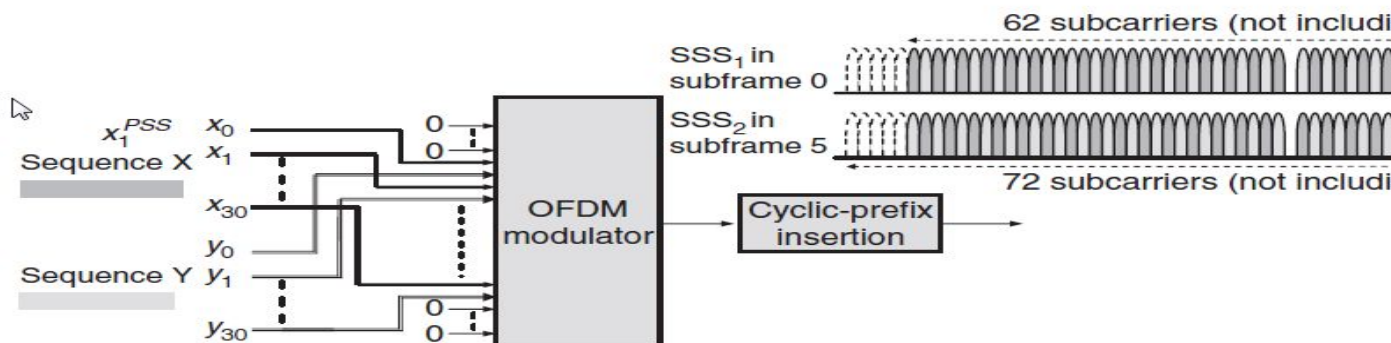 62 subcarriers (not includi
SSS₁ in
subframe 0
SSS₂ in
subframe 5
72 subcarriers (not includi
x₁ᴾˢˢ
Sequence X
x₀
x₁
x₃₀
y₀
Sequence Y
y₁
y₃₀
0
0
0
0
OFDM
modulator
Cyclic-prefix
insertion